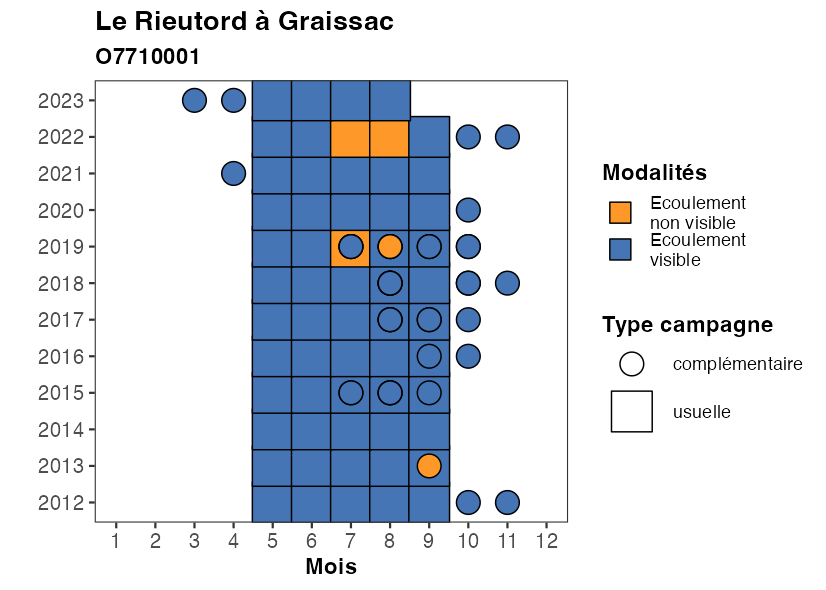 Le Rieutord à Graissac
O7710001
2023
2022
2021
2020
2019
2018
2017
2016
2015
2014
2013
2012
1 2 3 4 5 6 7 8 9 10 11 12
Mois
Modalités
Ecoulement
non visible
Ecoulement
visible
Type campagne
complémentaire
usuelle